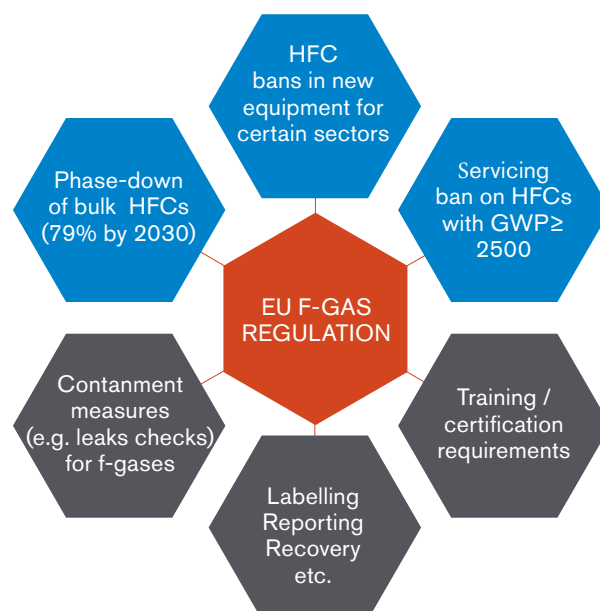 HFC
bans in new
equipment for
certain sectors
Phase-down
of bulk HFCs
(79% by 2030)
Servicing
ban on HFCs
with GWP≥
2500
EU F-GAS
REGULATION
Contanment
measures
(e.g. leaks checks)
for f-gases
Training /
certification
requirements
Labelling
Reporting
Recovery
etc.